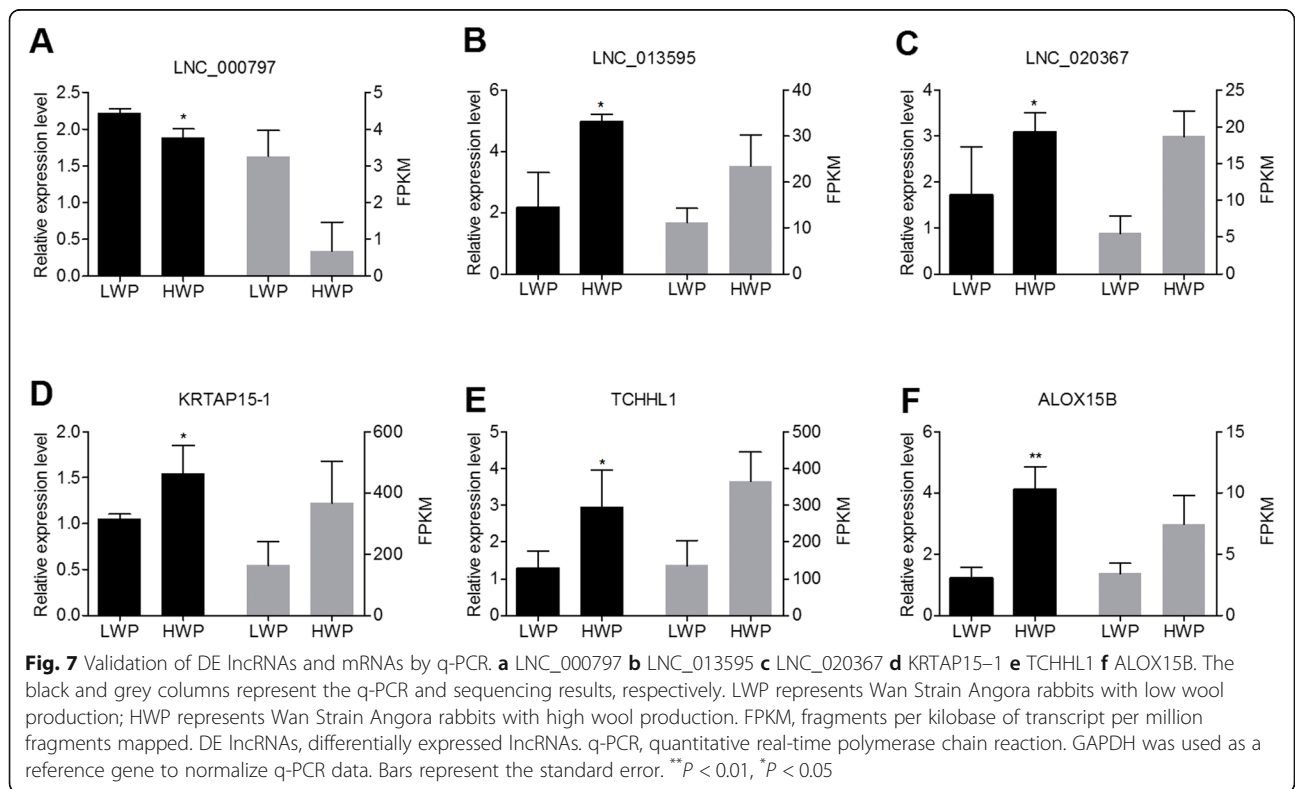 A
LNC_000797
Relative expression level
2.5
2.0
1.5
1.0
0.5
0.0
5
4
3
2
1
0
FPKM
*
LWP HWP LWP HWP
B
LNC_013595
Relative expression level
6
4
2
0
40
30
20
10
0
FPKM
*
LWP HWP LWP HWP
C
LNC_020367
Relative expression level
4
3
2
1
0
25
20
15
10
5
0
FPKM
*
LWP HWP LWP HWP
D
KRTAP15-1
Relative expression level
2.0
1.5
1.0
0.5
0.0
600
400
200
0
FPKM
*
LWP HWP LWP HWP
E
TCHHL1
Relative expression level
5
4
3
2
1
0
500
400
300
200
100
0
FPKM
*
LWP HWP LWP HWP
F
ALOX15B
Relative expression level
6
4
2
0
15
10
5
0
FPKM
**
LWP HWP LWP HWP
Fig. 7 Validation of DE lncRNAs and mRNAs by q-PCR. a LNC_000797 b LNC_013595 c LNC_020367 d KRTAP15–1 e TCHHL1 f ALOX15B. The
black and grey columns represent the q-PCR and sequencing results, respectively. LWP represents Wan Strain Angora rabbits with low wool
production; HWP represents Wan Strain Angora rabbits with high wool production. FPKM, fragments per kilobase of transcript per million
fragments mapped. DE lncRNAs, differentially expressed lncRNAs. q-PCR, quantitative real-time polymerase chain reaction. GAPDH was used as a
reference gene to normalize q-PCR data. Bars represent the standard error. **P < 0.01, *P < 0.05